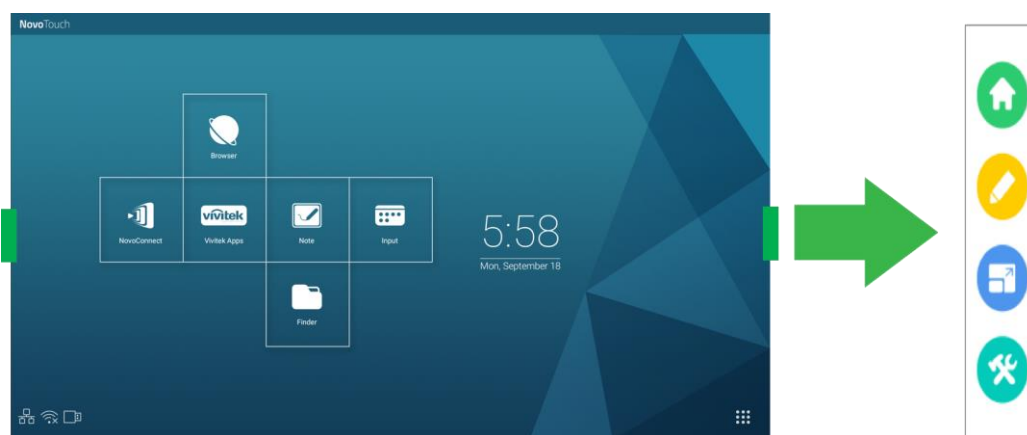 NovoTouch
Browser
NovoConnect
vivitek
Vivitek Apps
Note
Input
5:58
Mon, September 18
Finder